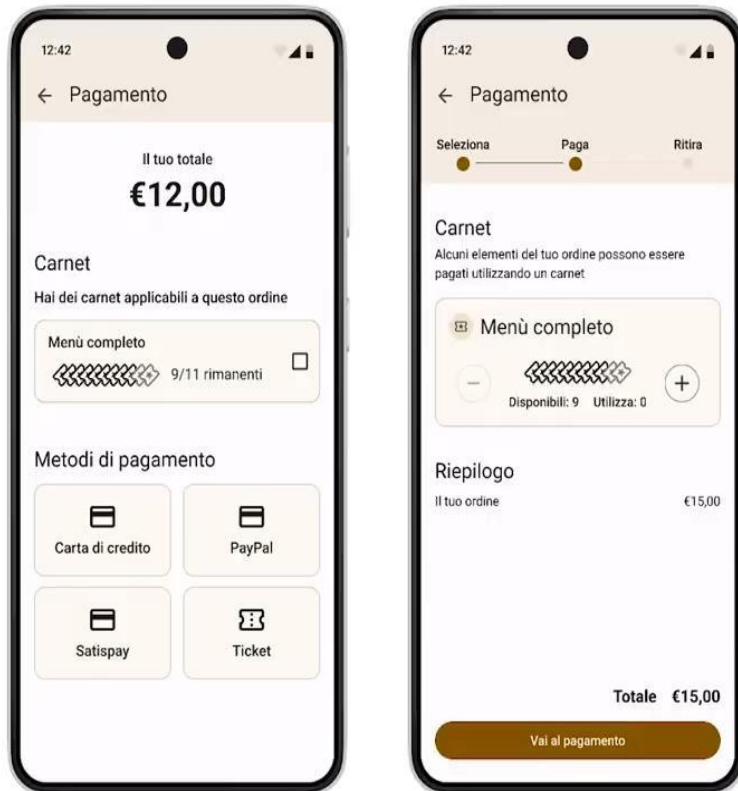 12:42
Pagamento
Il tuo totale
€12,00
Carnet
Hai dei carnet applicabili a questo ordine
Menù completo
9/11 rimanenti
Metodi di pagamento
Carta di credito
PayPal
Satispay
Ticket
12:42
Pagamento
Seleziona Paga Ritira
Carnet
Alcuni elementi del tuo ordine possono essere
pagati utilizzando un carnet
Menù completo
Disponibili: 9 Utilizza: 0
Riepilogo
Il tuo ordine €15,00
Totale €15,00
Vai al pagamento